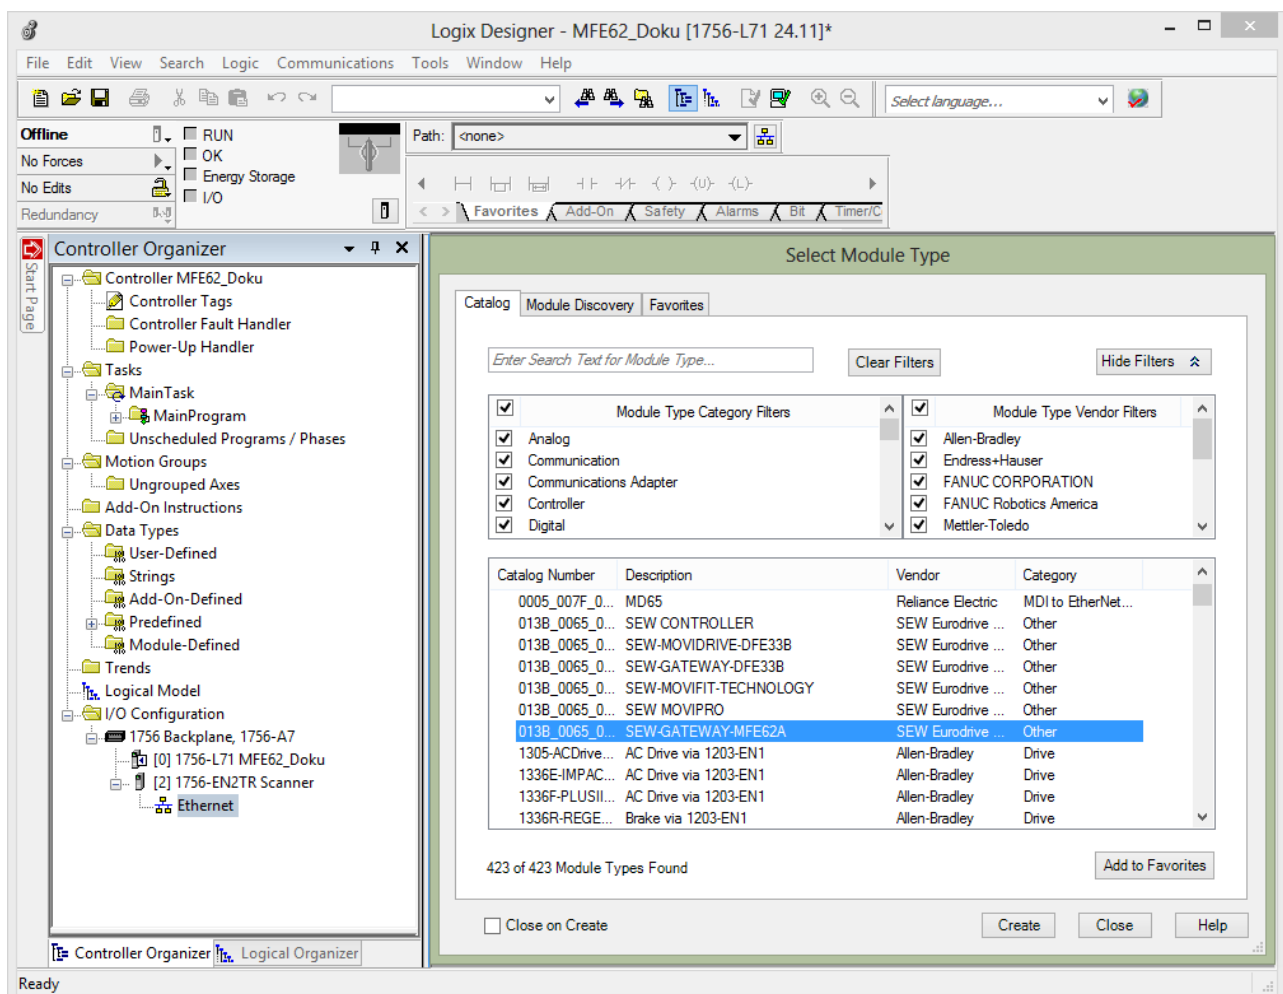 Logix Designer - MFE62_Doku [1756-L71 24.11]*
File Edit View Search Logic Communications Tools Window Help
Select language...
Offline
RUN
Path: <none>
No Forces
OK
Energy Storage
No Edits
I/O
Redundancy
Favorites Add-On Safety Alarms Bit Timer/C
Start Page
Controller Organizer
Controller MFE62_Doku
Controller Tags
Controller Fault Handler
Power-Up Handler
Tasks
MainTask
MainProgram
Unscheduled Programs / Phases
Motion Groups
Ungrouped Axes
Add-On Instructions
Data Types
User-Defined
Strings
Add-On-Defined
Predefined
Module-Defined
Trends
Logical Model
I/O Configuration
1756 Backplane, 1756-A7
[0] 1756-L71 MFE62_Doku
[2] 1756-EN2TR Scanner
Ethernet
Controller Organizer Logical Organizer
Select Module Type
Catalog Module Discovery Favorites
Enter Search Text for Module Type...
Clear Filters
Hide Filters
Module Type Category Filters
Analog
Communication
Communications Adapter
Controller
Digital
Module Type Vendor Filters
Allen-Bradley
Endress+Hauser
FANUC CORPORATION
FANUC Robotics America
Mettler-Toledo
Catalog Number Description Vendor Category
0005_007F_0... MD65 Reliance Electric MDI to EtherNet...
013B_0065_0... SEW CONTROLLER SEW Eurodrive ... Other
013B_0065_0... SEW-MOVIDRIVE-DFE33B SEW Eurodrive ... Other
013B_0065_0... SEW-GATEWAY-DFE33B SEW Eurodrive ... Other
013B_0065_0... SEW-MOVIFIT-TECHNOLOGY SEW Eurodrive ... Other
013B_0065_0... SEW MOVIPRO SEW Eurodrive ... Other
013B_0065_0... SEW-GATEWAY-MFE62A SEW Eurodrive ... Other
1305-ACDrive... AC Drive via 1203-EN1 Allen-Bradley Drive
1336E-IMPAC... AC Drive via 1203-EN1 Allen-Bradley Drive
1336F-PLUSII... AC Drive via 1203-EN1 Allen-Bradley Drive
1336R-REGE... Brake via 1203-EN1 Allen-Bradley Drive
423 of 423 Module Types Found
Add to Favorites
Close on Create
Create Close Help
Ready